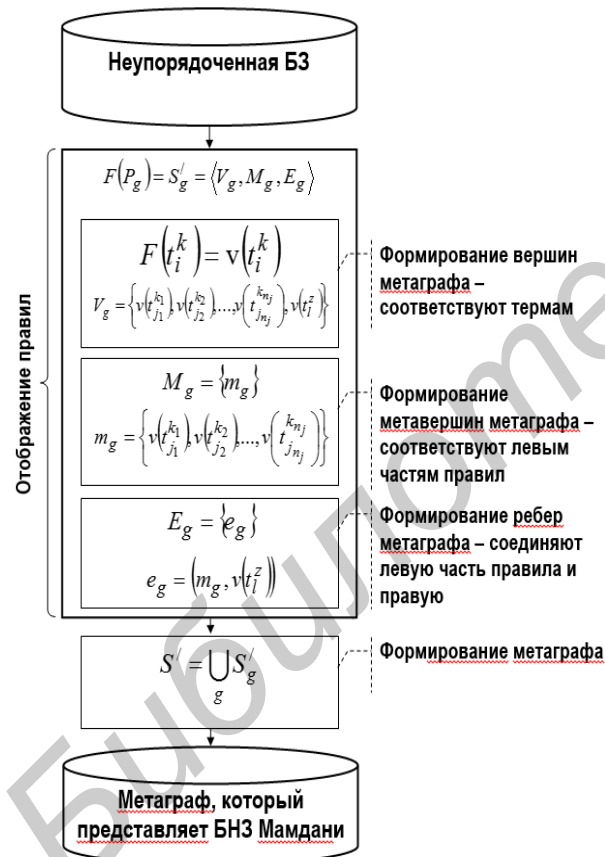 Неупорядоченная БЗ
Отображение правил
F(P_g) = S_g^/ = ⟨V_g, M_g, E_g⟩
F(t_i^k) = v(t_i^k)
V_g = {v(t_{j_1}^{k_1}), v(t_{j_2}^{k_2}), ..., v(t_{j_{n_j}}^{k_{n_j}}), v(t_l^z)}
Формирование вершин
метаграфа –
соответствуют термам
M_g = {m_g}
m_g = {v(t_{j_1}^{k_1}), v(t_{j_2}^{k_2}), ..., v(t_{j_{n_j}}^{k_{n_j}})}
Формирование
метавершин метаграфа –
соответствуют левым
частям правил
E_g = {e_g}
e_g = (m_g, v(t_l^z))
Формирование ребер
метаграфа – соединяют
левую часть правила и
правую
S^/ = ⋃_g S_g^/
Формирование метаграфа
Метаграф, который
представляет БНЗ Мамдани
Библиоте